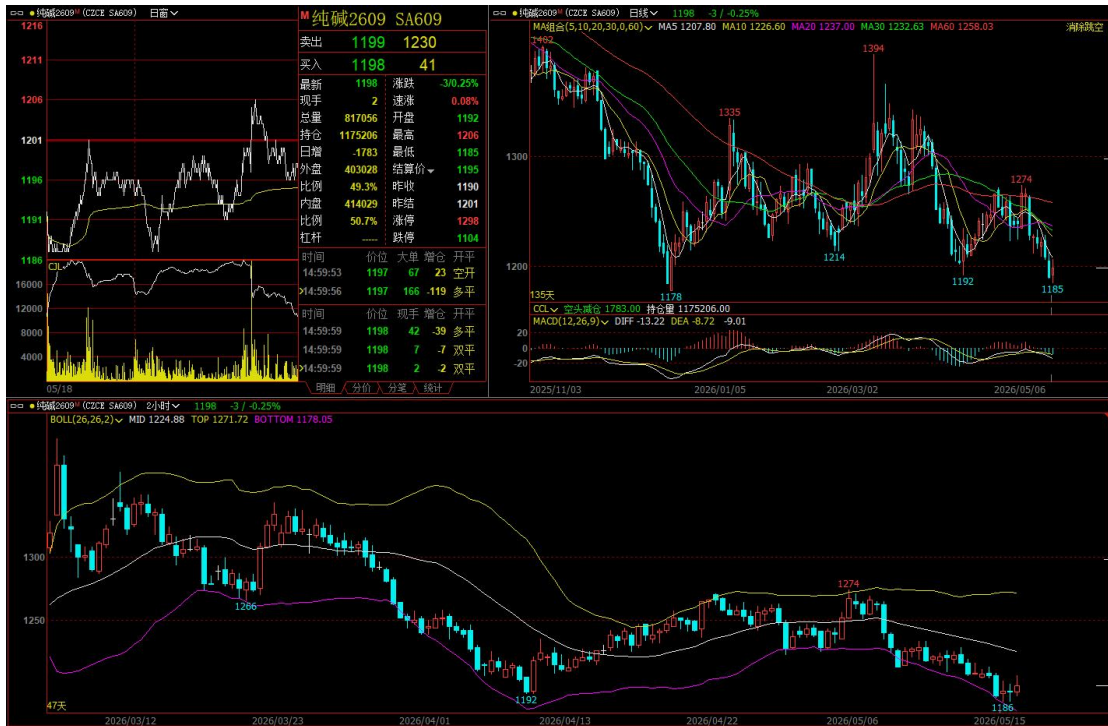 纯碱2609 M (CZCE SA609) 日窗
1216
1211
1206
1201
1196
1191
1186
CJL
16000
12000
8000
4000
05/18
M 纯碱2609 SA609
卖出 1199 1230
买入 1198 41
最新 1198 涨跌 -3/0.25%
现手 2 速涨 0.08%
总量 817056 开盘 1192
持仓 1175206 最高 1206
日增 -1783 最低 1185
外盘 403028 结算价 1195
比例 49.3% 昨收 1190
内盘 414029 昨结 1201
比例 50.7% 涨停 1298
杠杆 ----- 跌停 1104
时间 价位 大单 增仓 开平
14:59:53 1197 67 23 空开
14:59:56 1197 166 -119 多平
时间 价位 现手 增仓 开平
14:59:59 1198 42 -39 多平
14:59:59 1198 7 -7 双平
14:59:59 1198 2 -2 双平
明细 分价 分笔 统计
纯碱2609 M (CZCE SA609) 日线 1198 -3 / -0.25%
MA组合(5,10,20,30,0,60) MA5 1207.80 MA10 1226.60 MA20 1237.00 MA30 1232.63 MA60 1258.03 消除跳空
1402
1394
1335
1300
1274
1214
1200
1192
1178
1185
135天
CCL 空头减仓 1783.00 持仓量 1175206.00
MACD(12,26,9) DIFF -13.22 DEA -8.72 -9.01
20
0
-20
2025/11/03 2026/01/05 2026/03/02 2026/05/06
纯碱2609 M (CZCE SA609) 2小时 1198 -3 / -0.25%
BOLL(26,26,2) MID 1224.88 TOP 1271.72 BOTTOM 1178.05
1300
1274
1266
1250
1192
1186
47天
2026/03/12 2026/03/23 2026/04/01 2026/04/13 2026/04/22 2026/05/06 2026/05/15